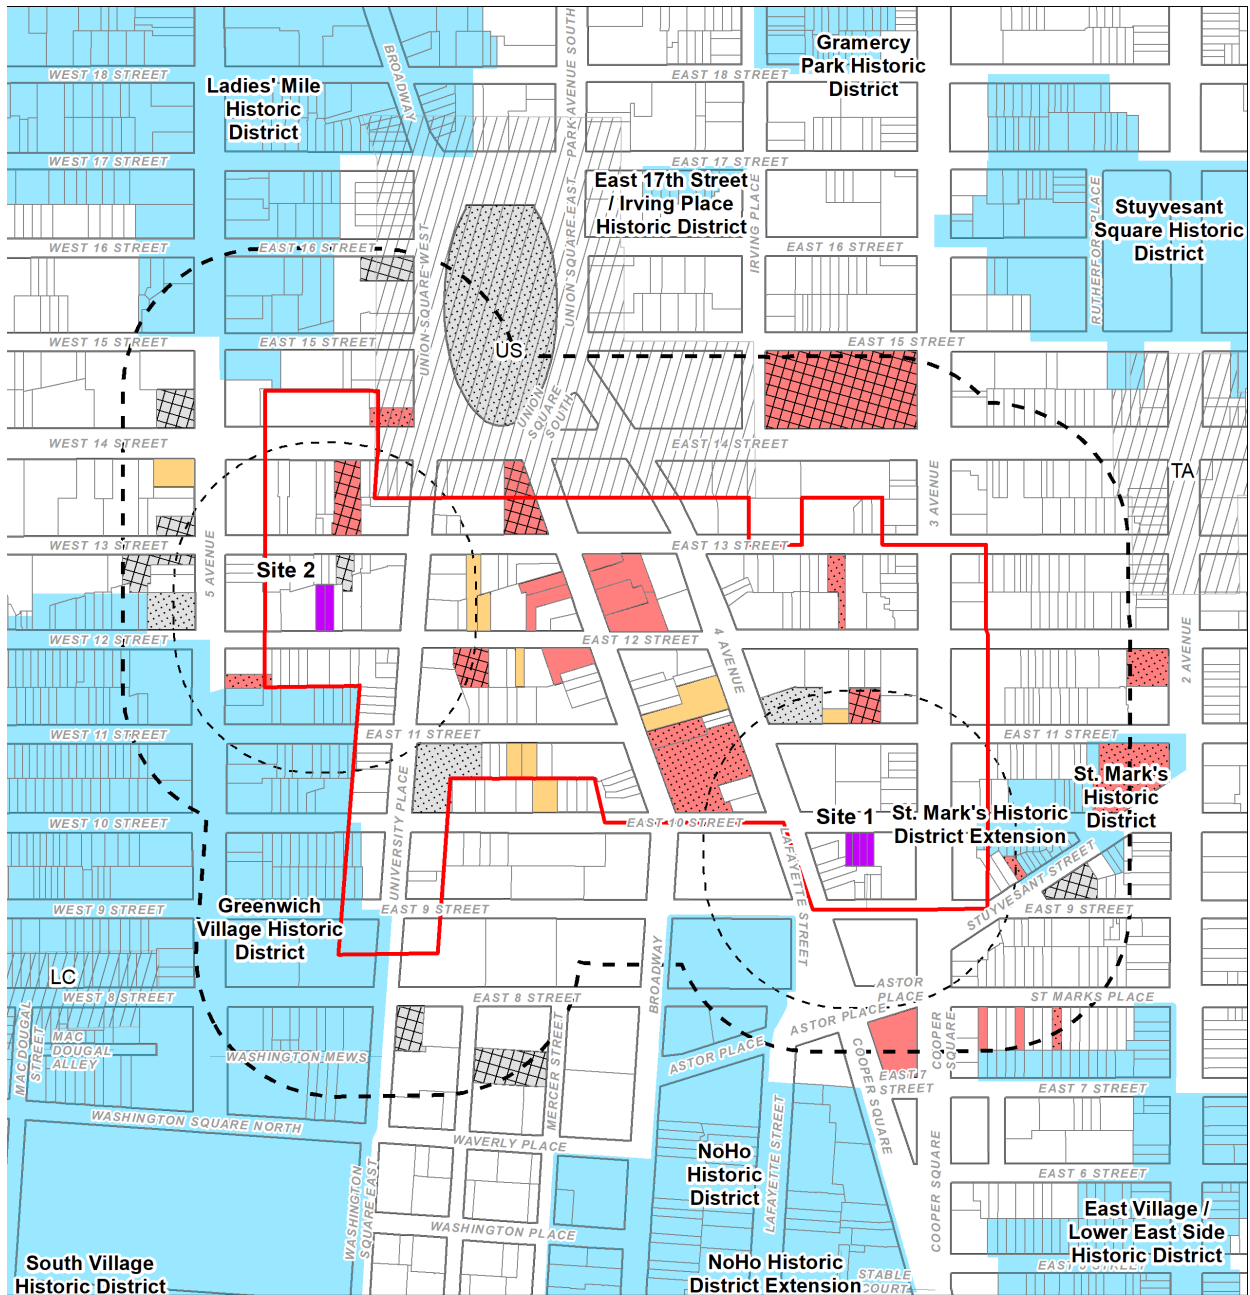 WEST 18 STREET
BROADWAY
PARK AVENUE SOUTH
EAST 18 STREET
Gramercy
Park Historic
District
Ladies' Mile
Historic
District
WEST 17 STREET
EAST 17 STREET
East 17th Street
/ Irving Place
Historic District
IRVING PLACE
RUTHERFORD PLACE
Stuyvesant
Square Historic
District
WEST 16 STREET
EAST 16 STREET
UNION SQUARE WEST
UNION SQUARE EAST
EAST 16 STREET
WEST 15 STREET
EAST 15 STREET
US
EAST 15 STREET
UNION
SQUARE
SOUTH
WEST 14 STREET
EAST 14 STREET
3 AVENUE
TA
WEST 13 STREET
5 AVENUE
EAST 13 STREET
Site 2
WEST 12 STREET
EAST 12 STREET
4 AVENUE
2 AVENUE
WEST 11 STREET
EAST 11 STREET
EAST 11 STREET
St. Mark's
Historic
District
UNIVERSITY PLACE
WEST 10 STREET
EAST 10 STREET
Site 1
St. Mark's Historic
District Extension
LAFAYETTE STREET
STUYVESANT STREET
WEST 9 STREET
EAST 9 STREET
EAST 9 STREET
Greenwich
Village Historic
District
BROADWAY
LC
WEST 8 STREET
EAST 8 STREET
ASTOR
PLACE
ST MARKS PLACE
MAC DOUGAL
STREET
MAC
DOUGAL
ALLEY
WASHINGTON MEWS
MERCER STREET
ASTOR PLACE
ASTOR PLACE
COOPER SQUARE
COOPER
SQUARE
EAST 7
STREET
EAST 7 STREET
WASHINGTON SQUARE NORTH
WAVERLY PLACE
LAFAYETTE STREET
NoHo
Historic
District
COOPER SQUARE
EAST 6 STREET
WASHINGTON
SQUARE EAST
WASHINGTON PLACE
East Village /
Lower East Side
Historic District
South Village
Historic District
NoHo Historic
District Extension
STABLE
COURT